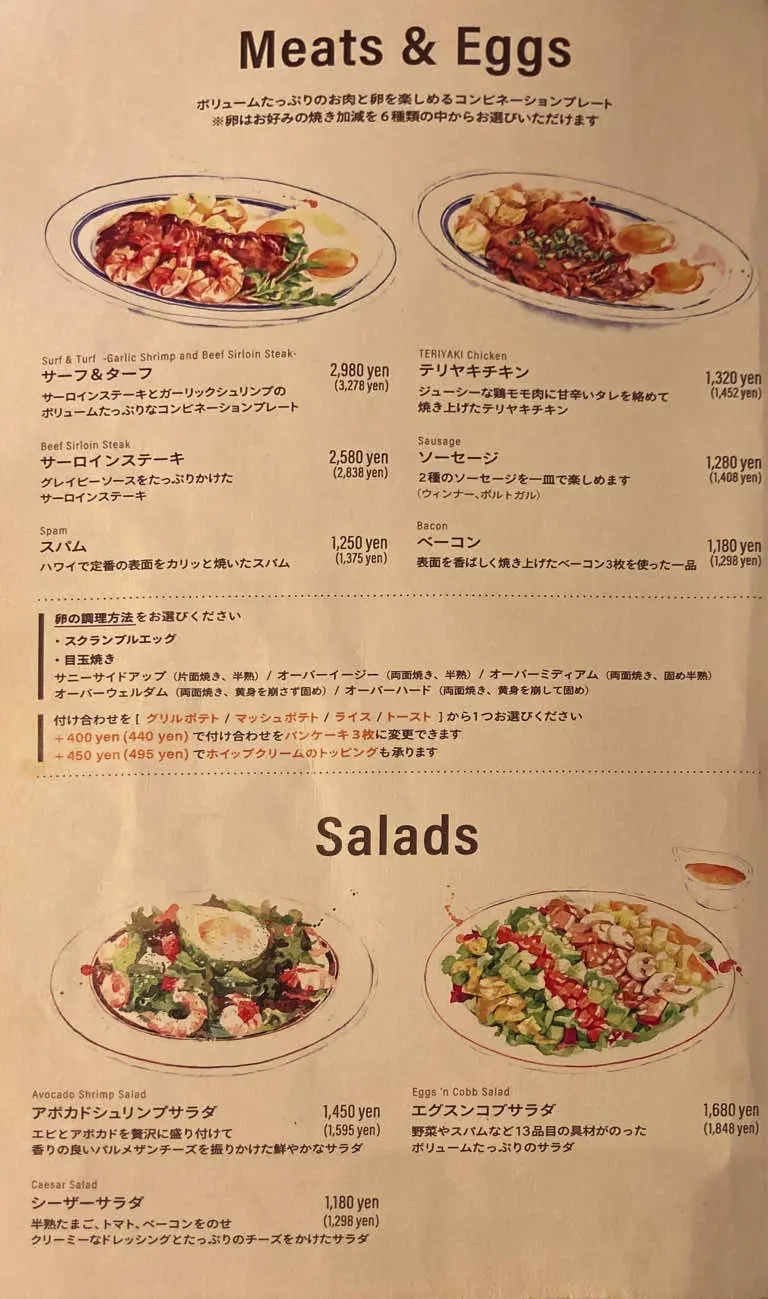 Meats & Eggs
ボリュームたっぷりのお肉と卵を楽しめるコンビネーションプレート
※卵はお好みの焼き加減を6種類の中からお選びいただけます
Surf & Turf -Garlic Shrimp and Beef Sirloin Steak-
サーフ&ターフ
2,980 yen
(3,278 yen)
サーロインステーキとガーリックシュリンプの
ボリュームたっぷりなコンビネーションプレート
TERIYAKI Chicken
テリヤキチキン
1,320 yen
(1,452 yen)
ジューシーな鶏モモ肉に甘辛いタレを絡めて
焼き上げたテリヤキチキン
Beef Sirloin Steak
サーロインステーキ
2,580 yen
(2,838 yen)
グレイビーソースをたっぷりかけた
サーロインステーキ
Sausage
ソーセージ
1,280 yen
(1,408 yen)
2種のソーセージを一皿で楽しめます
(ウィンナー、ポルトガル)
Spam
スパム
1,250 yen
(1,375 yen)
ハワイで定番の表面をカリッと焼いたスパム
Bacon
ベーコン
1,180 yen
(1,298 yen)
表面を香ばしく焼き上げたベーコン3枚を使った一品
卵の調理方法をお選びください
・スクランブルエッグ
・目玉焼き
サニーサイドアップ(片面焼き、半熟)/ オーバーイージー(両面焼き、半熟)/ オーバーミディアム(両面焼き、固め半熟)
オーバーウェルダム(両面焼き、黄身を崩さず固め)/ オーバーハード(両面焼き、黄身を崩して固め)
付け合わせを [ グリルポテト / マッシュポテト / ライス / トースト ] から1つお選びください
+400 yen (440 yen) で付け合わせをパンケーキ3枚に変更できます
+450 yen (495 yen) でホイップクリームのトッピングも承ります
Salads
Avocado Shrimp Salad
アボカドシュリンプサラダ
1,450 yen
(1,595 yen)
エビとアボカドを贅沢に盛り付けて
香りの良いパルメザンチーズを振りかけた鮮やかなサラダ
Eggs 'n Cobb Salad
エグスンコブサラダ
1,680 yen
(1,848 yen)
野菜やスパムなど13品目の具材がのった
ボリュームたっぷりのサラダ
Caesar Salad
シーザーサラダ
1,180 yen
(1,298 yen)
半熟たまご、トマト、ベーコンをのせ
クリーミーなドレッシングとたっぷりのチーズをかけたサラダ